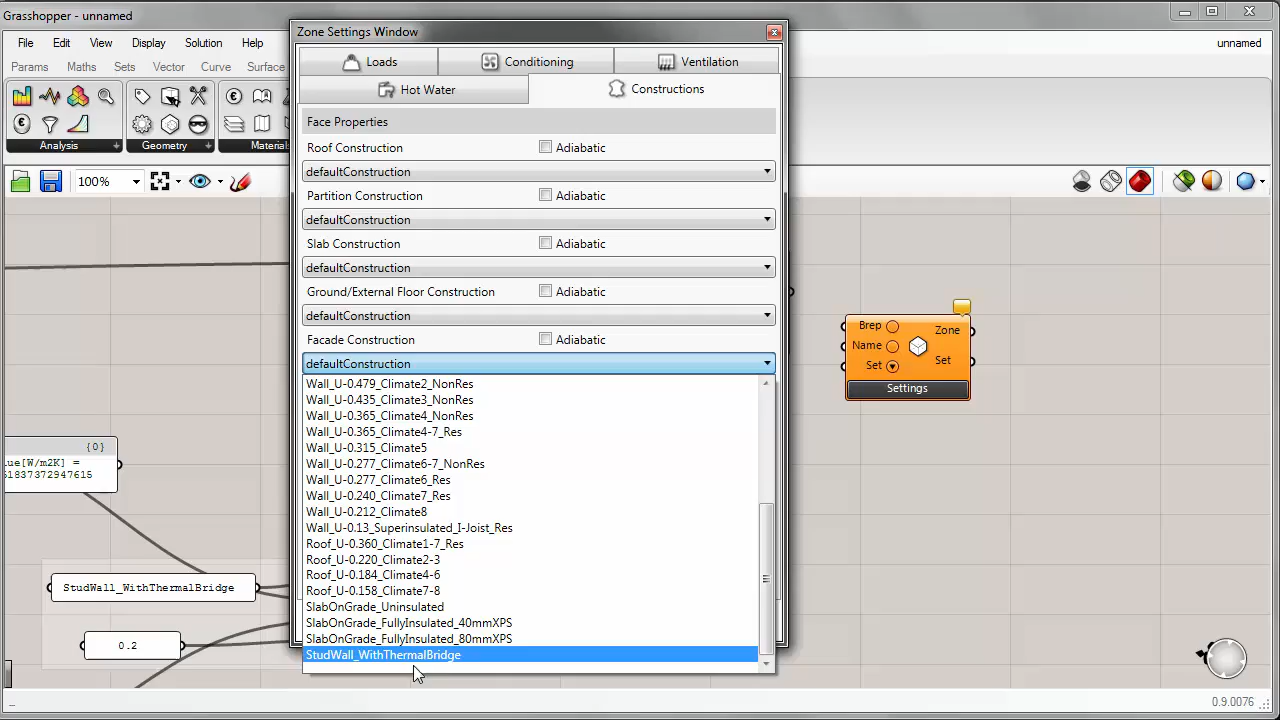 Grasshopper - unnamed
File Edit View Display Solution Help
unnamed
Params Maths Sets Vector Curve Surface
Analysis
Geometry
100%
Zone Settings Window
Loads Conditioning Ventilation
Hot Water Constructions
Face Properties
Roof Construction Adiabatic
defaultConstruction
Partition Construction Adiabatic
defaultConstruction
Slab Construction Adiabatic
defaultConstruction
Ground/External Floor Construction Adiabatic
defaultConstruction
Facade Construction Adiabatic
defaultConstruction
Wall_U-0.479_Climate2_NonRes
Wall_U-0.435_Climate3_NonRes
Wall_U-0.365_Climate4_NonRes
Wall_U-0.365_Climate4-7_Res
Wall_U-0.315_Climate5
Wall_U-0.277_Climate6-7_NonRes
Wall_U-0.277_Climate6_Res
Wall_U-0.240_Climate7_Res
Wall_U-0.212_Climate8
Wall_U-0.13_Superinsulated_I-Joist_Res
Roof_U-0.360_Climate1-7_Res
Roof_U-0.220_Climate2-3
Roof_U-0.184_Climate4-6
Roof_U-0.158_Climate7-8
SlabOnGrade_Uninsulated
SlabOnGrade_FullyInsulated_40mmXPS
SlabOnGrade_FullyInsulated_80mmXPS
StudWall_WithThermalBridge
Brep Zone
Name
Set Set
Settings
{0}
lue[W/m2K] =
61837372947615
StudWall_WithThermalBridge
0.2
0.9.0076